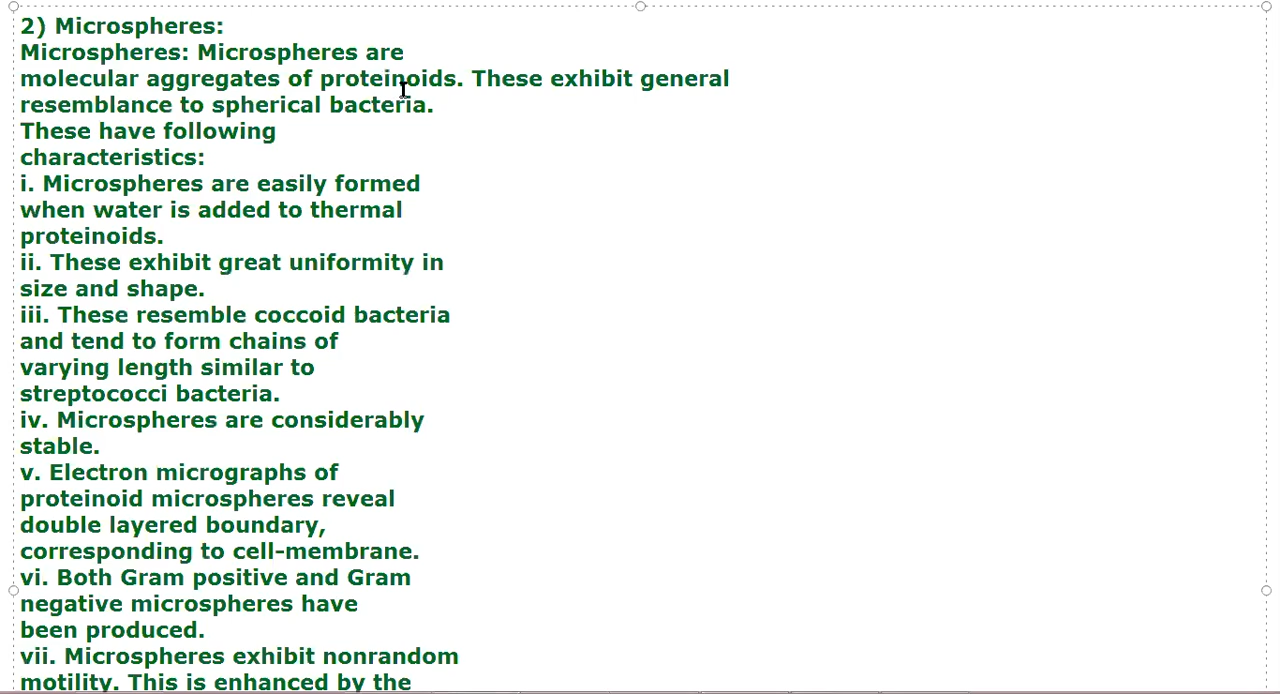 2) Microspheres:
Microspheres: Microspheres are
molecular aggregates of proteinoids. These exhibit general
resemblance to spherical bacteria.
These have following
characteristics:
i. Microspheres are easily formed
when water is added to thermal
proteinoids.
ii. These exhibit great uniformity in
size and shape.
iii. These resemble coccoid bacteria
and tend to form chains of
varying length similar to
streptococci bacteria.
iv. Microspheres are considerably
stable.
v. Electron micrographs of
proteinoid microspheres reveal
double layered boundary,
corresponding to cell-membrane.
vi. Both Gram positive and Gram
negative microspheres have
been produced.
vii. Microspheres exhibit nonrandom
motility. This is enhanced by the